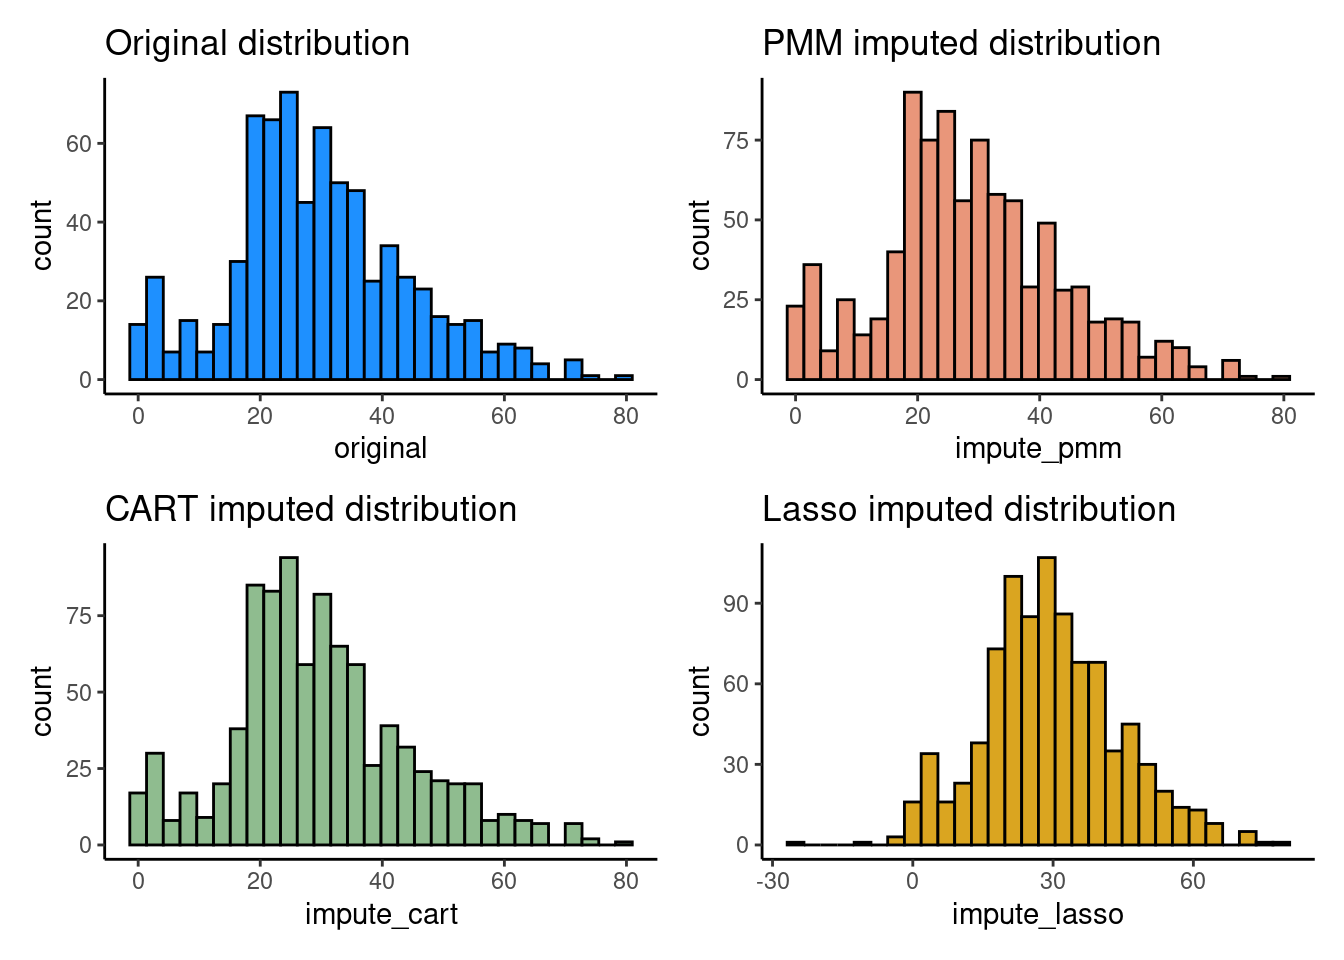 Original distribution
count
60
40
20
0
0 20 40 60 80
original
PMM imputed distribution
count
75
50
25
0
0 20 40 60 80
impute_pmm
CART imputed distribution
count
75
50
25
0
0 20 40 60 80
impute_cart
Lasso imputed distribution
count
90
60
30
0
-30 0 30 60
impute_lasso